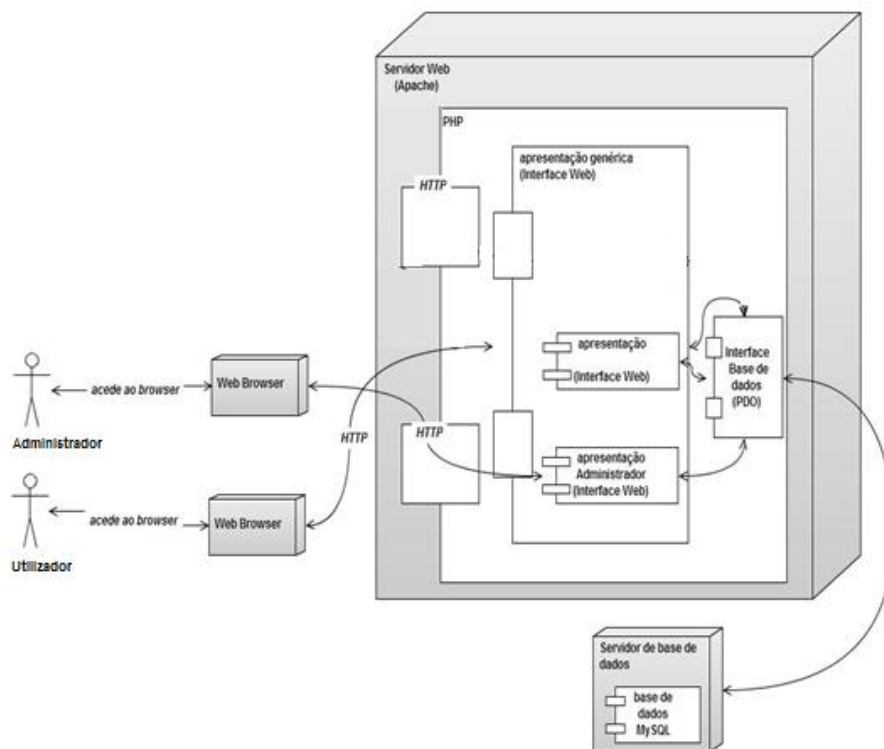 Servidor Web
(Apache)
PHP
apresentação genérica
(Interface Web)
HTTP
apresentação
(Interface Web)
Interface
Base de
dados
(PDO)
acede ao browser
Web Browser
Administrador
HTTP
HTTP
apresentação
Administrador
(Interface Web)
acede ao browser
Web Browser
Utilizador
Servidor de base de
dados
base de
dados
MySQL